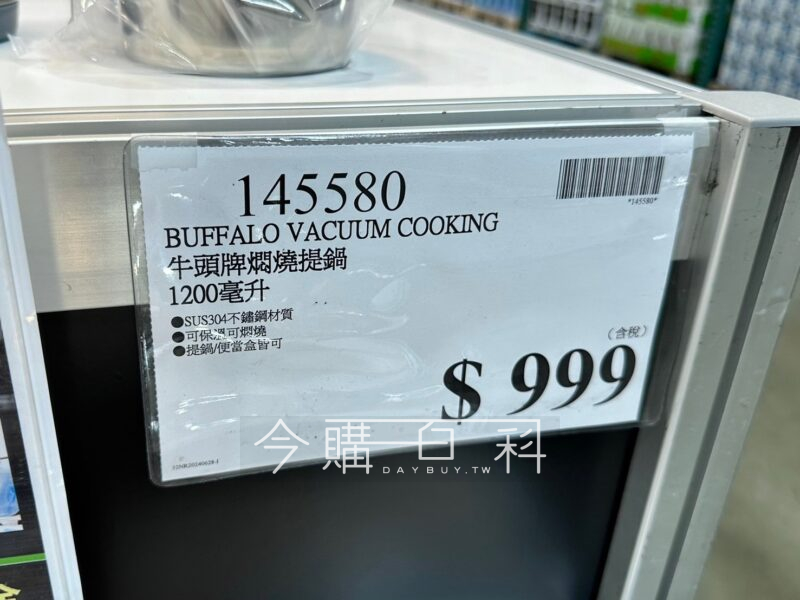 145580
*145580*
BUFFALO VACUUM COOKING
牛頭牌燜燒提鍋
1200毫升
●SUS304不鏽鋼材質
●可保溫可燜燒
●提鍋/便當盒皆可
(含稅)
$ 999
今購百科
DAYBUY.TW